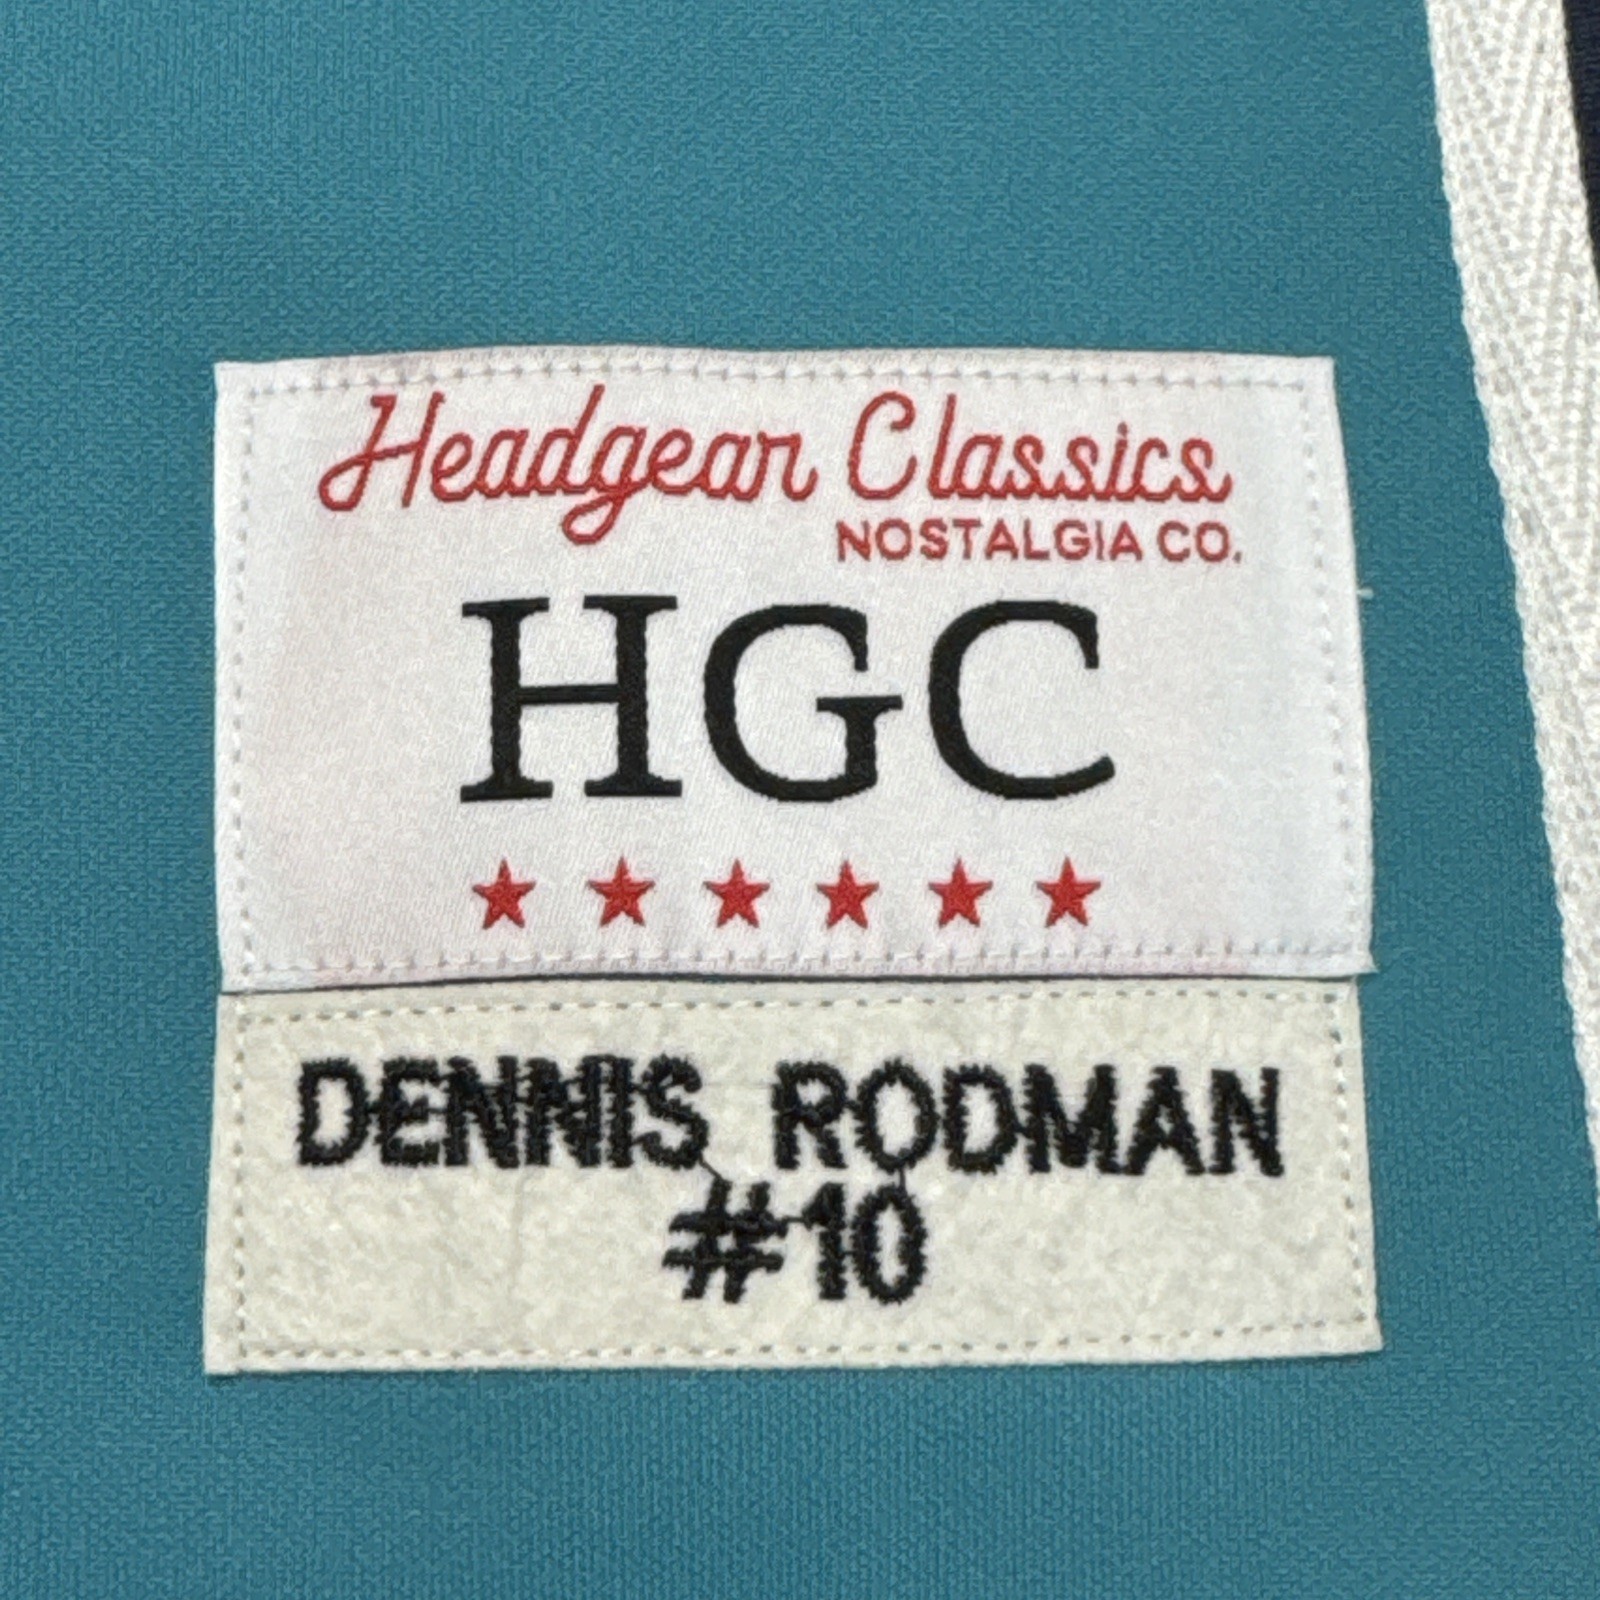 Headgear Classics
NOSTALGIA CO.
HGC
DENNIS RODMAN
#10